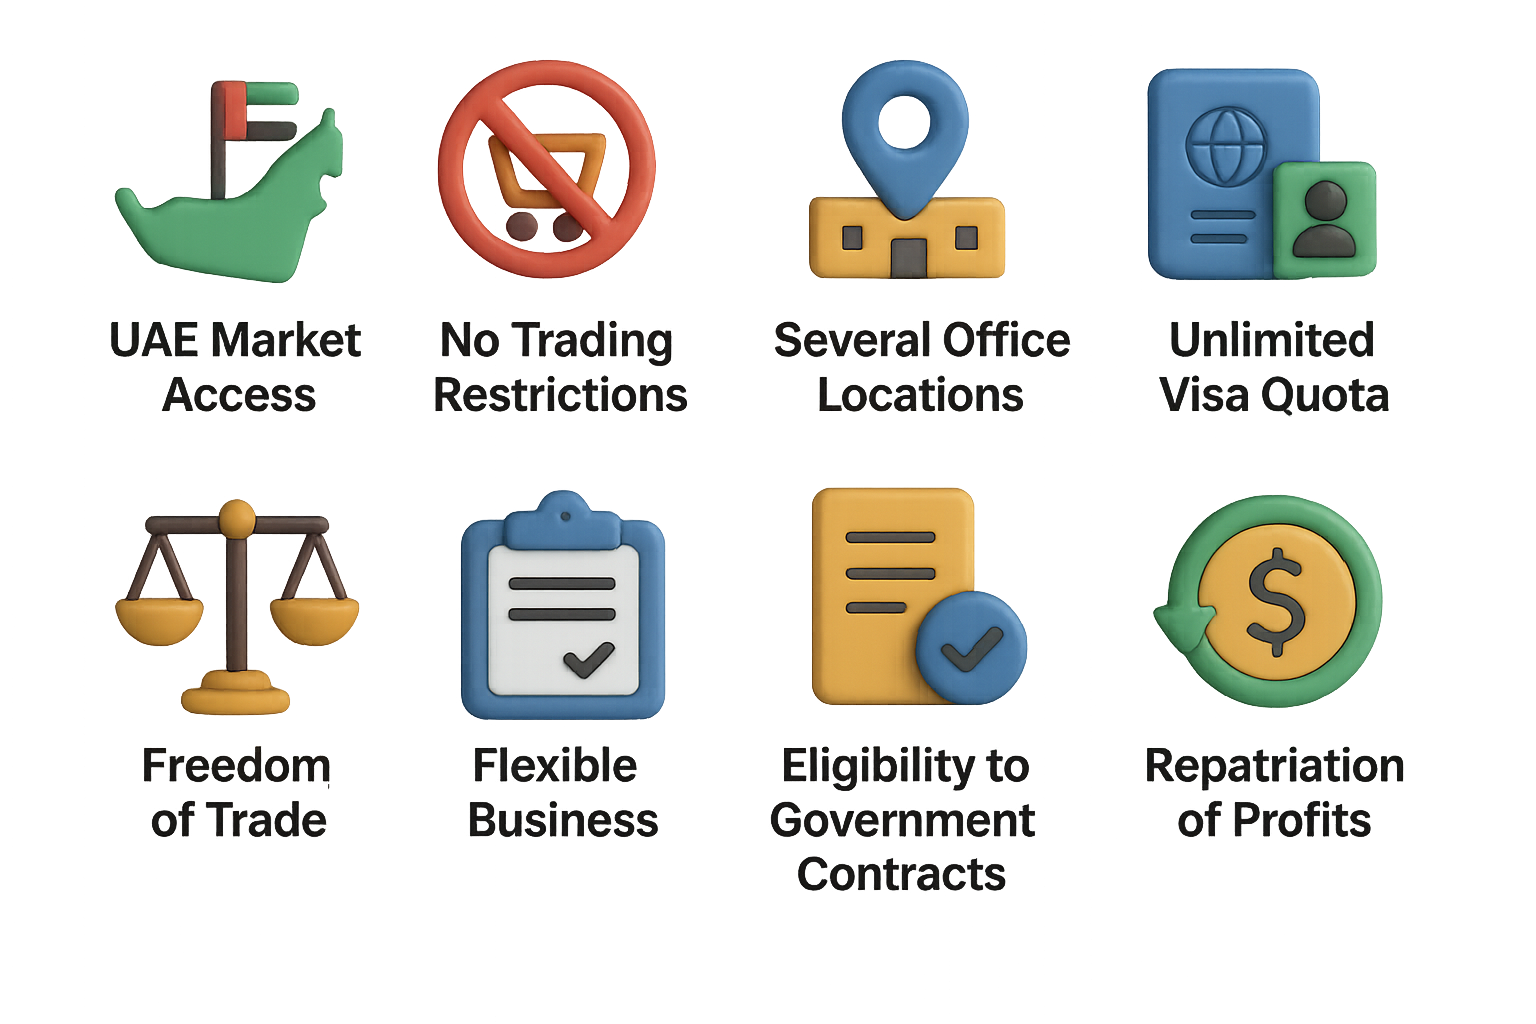 UAE Market
Access
No Trading
Restrictions
Several Office
Locations
Unlimited
Visa Quota
Freedom
of Trade
Flexible
Business
Eligibility to
Government
Contracts
Repatriation
of Profits